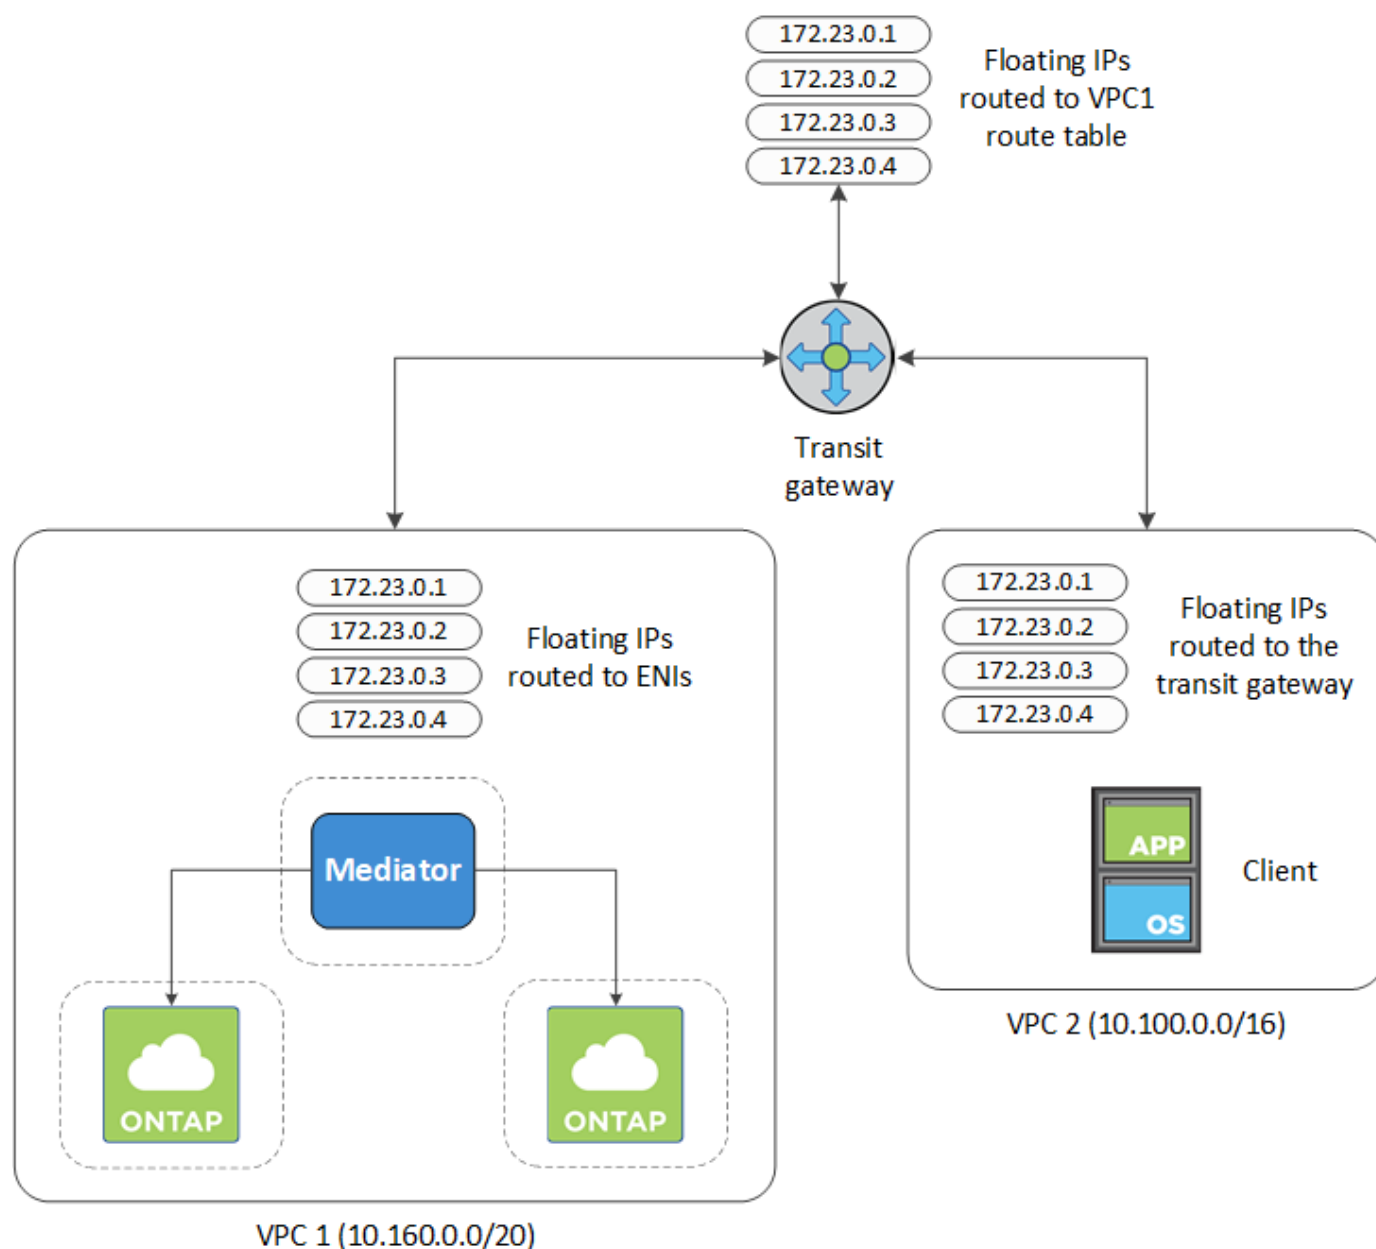 172.23.0.1
172.23.0.2
172.23.0.3
172.23.0.4
Floating IPs
routed to VPC1
route table
Transit
gateway
172.23.0.1
172.23.0.2
172.23.0.3
172.23.0.4
Floating IPs
routed to ENIs
Mediator
ONTAP
ONTAP
VPC 1 (10.160.0.0/20)
172.23.0.1
172.23.0.2
172.23.0.3
172.23.0.4
Floating IPs
routed to the
transit gateway
APP
OS
Client
VPC 2 (10.100.0.0/16)